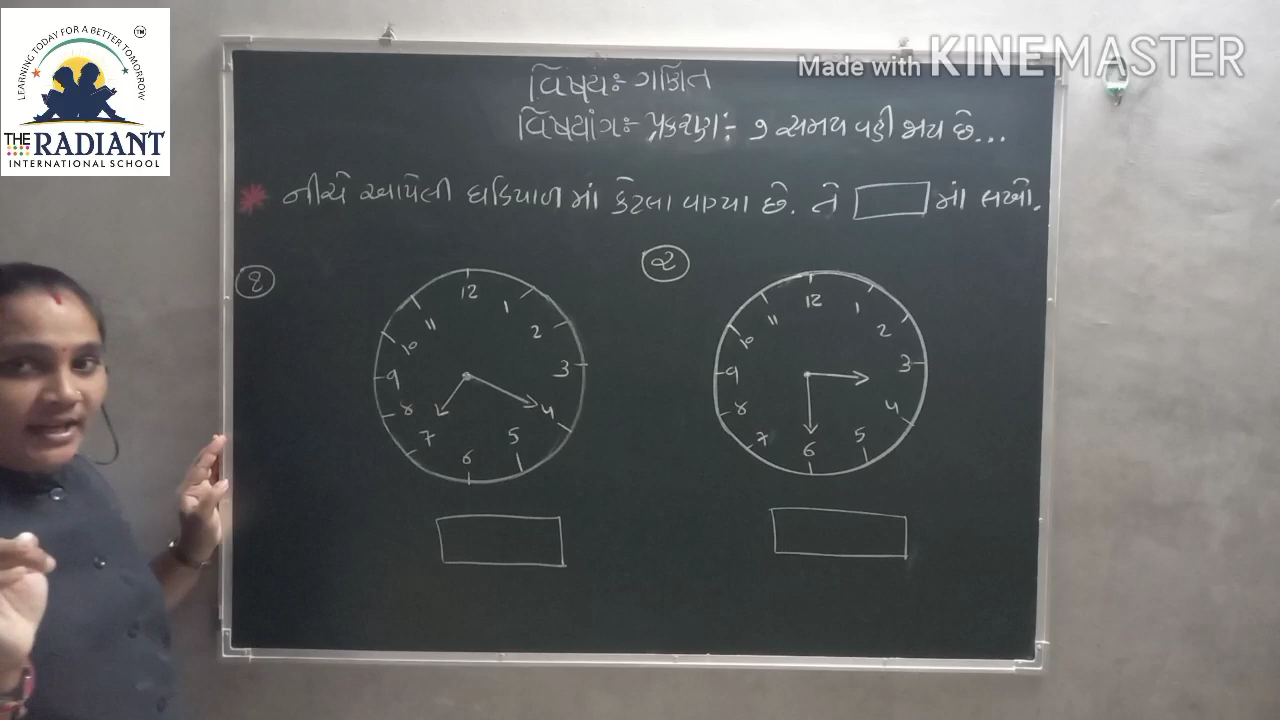 LEARNING TODAY FOR A BETTER TOMORROW
TM
THE RADIANT
INTERNATIONAL SCHOOL
Made with KINEMASTER
વિષય:- ગણિત
વિષયાંગ:- પ્રકરણ:- ૭ સમય વહી જાય છે...
* નીચે આપેલી ઘડિયાળ માં કેટલા વાગ્યા છે. તે માં લખો.
૧
12 1 2 3 4 5 6 7 8 9 10 11
૨
12 1 2 3 4 5 6 7 8 9 10 11